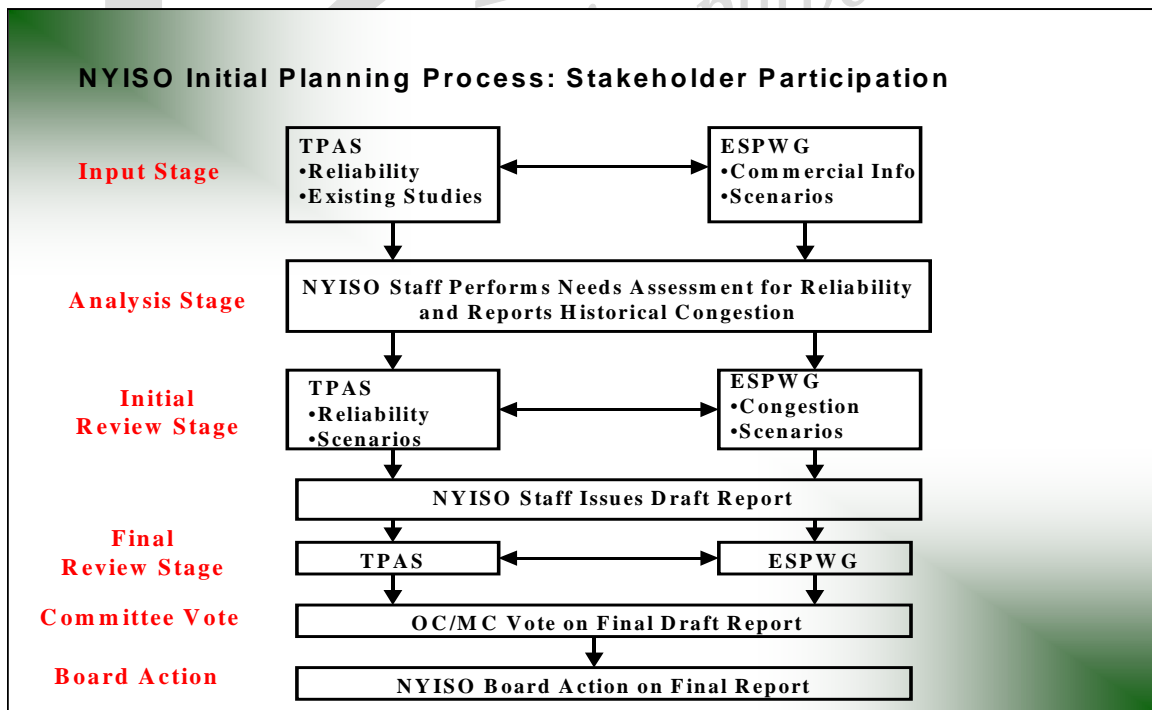 NYISO Initial Planning Process: Stakeholder Participation
Input Stage
TPAS
•Reliability
•Existing Studies
ESPWG
•Commercial Info
•Scenarios
Analysis Stage
NYISO Staff Performs Needs Assessment for Reliability
and Reports Historical Congestion
Initial
Review Stage
TPAS
•Reliability
•Scenarios
ESPWG
•Congestion
•Scenarios
NYISO Staff Issues Draft Report
Final
Review Stage
TPAS
ESPWG
Committee Vote
OC/MC Vote on Final Draft Report
Board Action
NYISO Board Action on Final Report